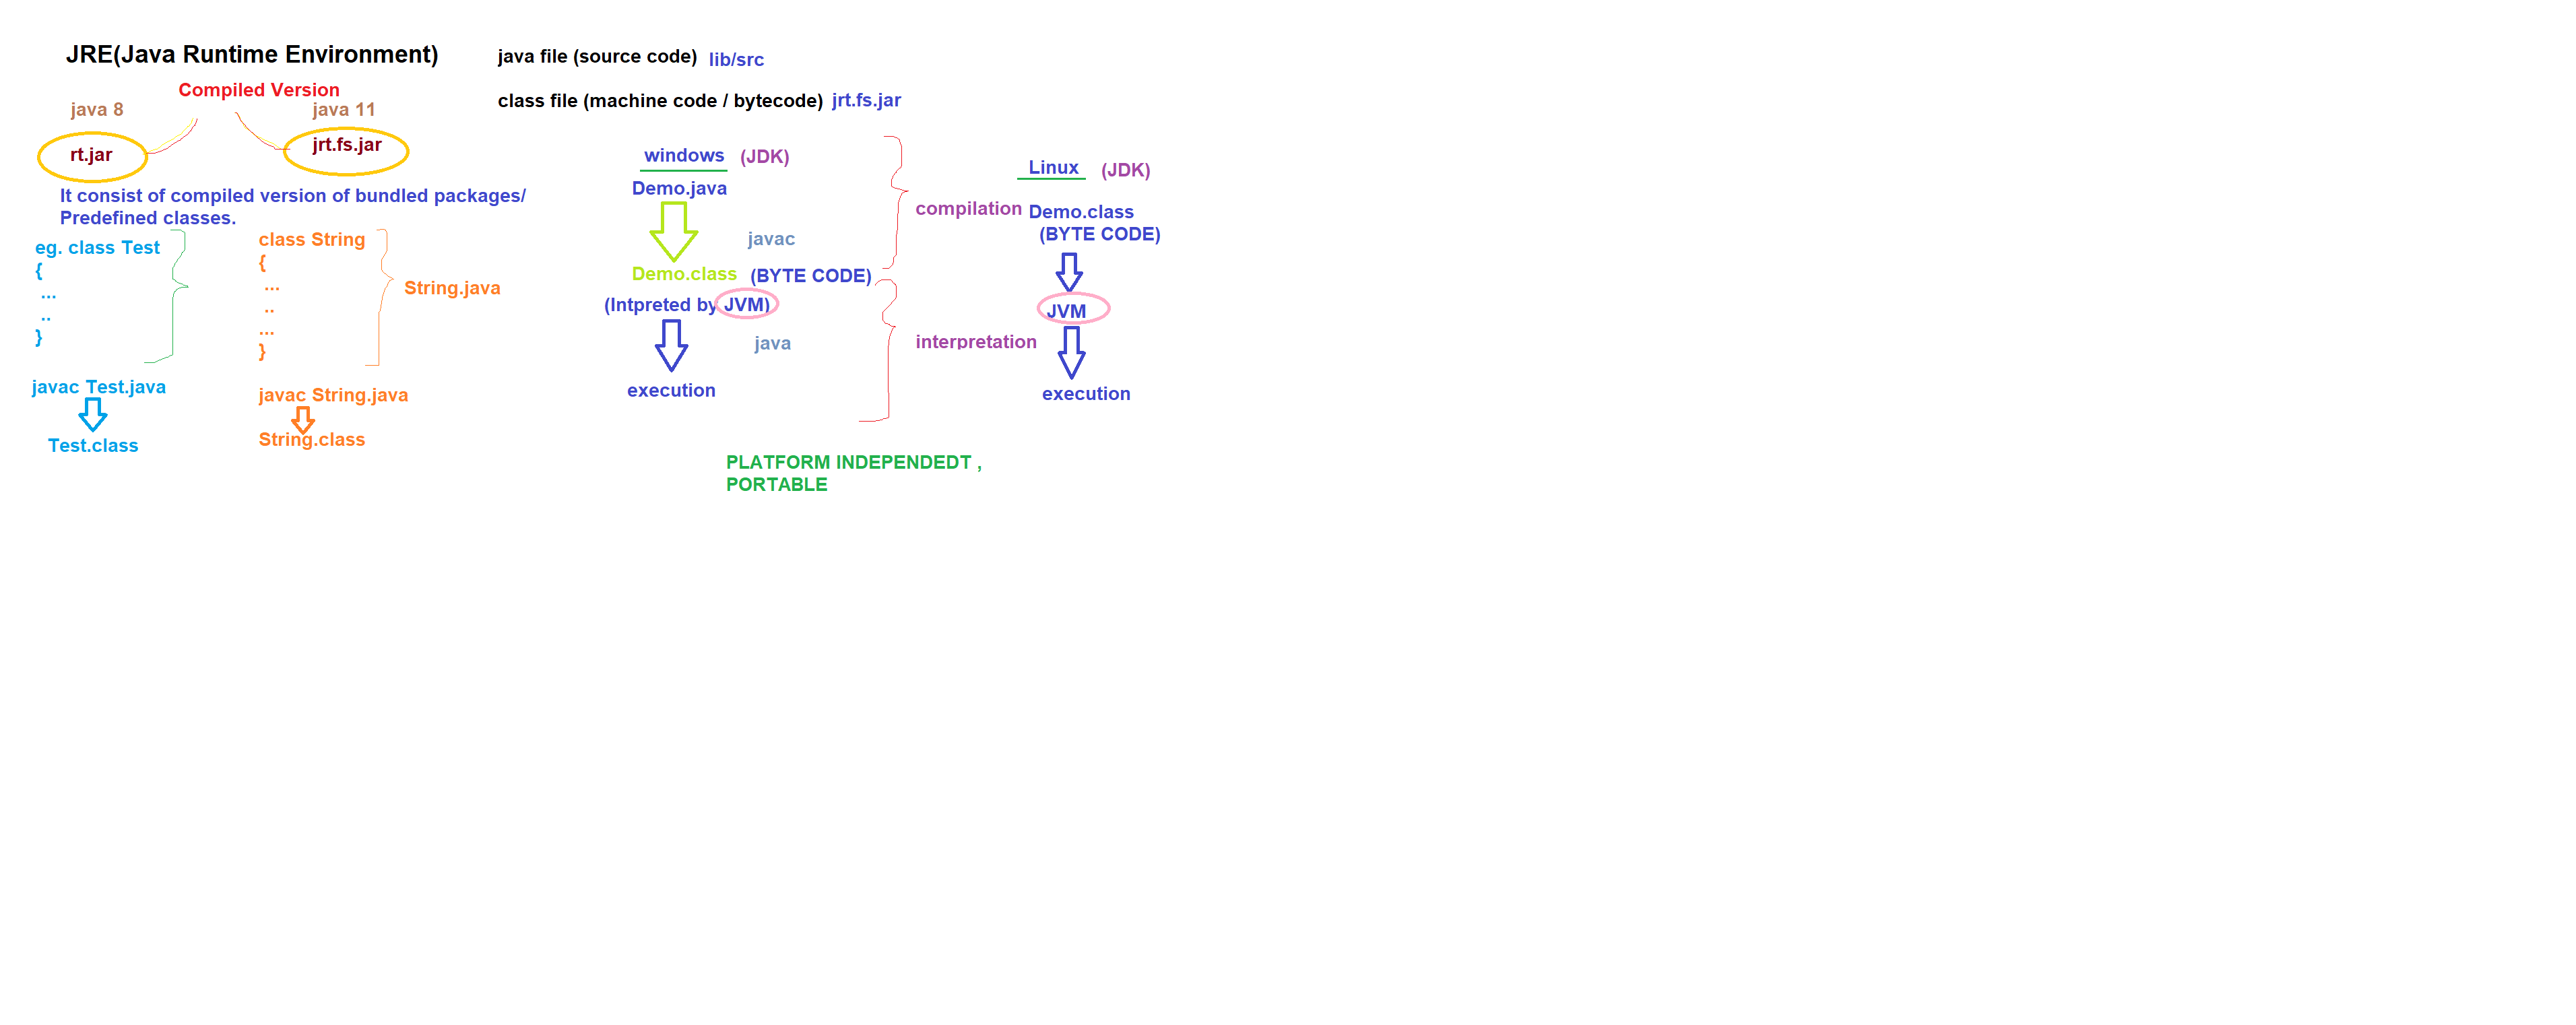 JRE(Java Runtime Environment)
Compiled Version
java 8
java 11
rt.jar
jrt.fs.jar
It consist of compiled version of bundled packages/
Predefined classes.
eg. class Test
{
...
..
}
javac Test.java
Test.class
class String
{
...
..
...
}
String.java
javac String.java
String.class
java file (source code) lib/src
class file (machine code / bytecode) jrt.fs.jar
windows (JDK)
Demo.java
javac
Demo.class (BYTE CODE)
(Intpreted by JVM)
java
execution
compilation
interpretation
Linux (JDK)
Demo.class
(BYTE CODE)
JVM
execution
PLATFORM INDEPENDEDT ,
PORTABLE